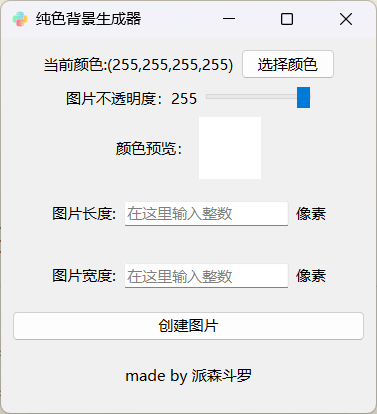 纯色背景生成器
当前颜色:(255,255,255,255) 选择颜色
图片不透明度：255
颜色预览：
图片长度: 在这里输入整数 像素
图片宽度: 在这里输入整数 像素
创建图片
made by 派森斗罗